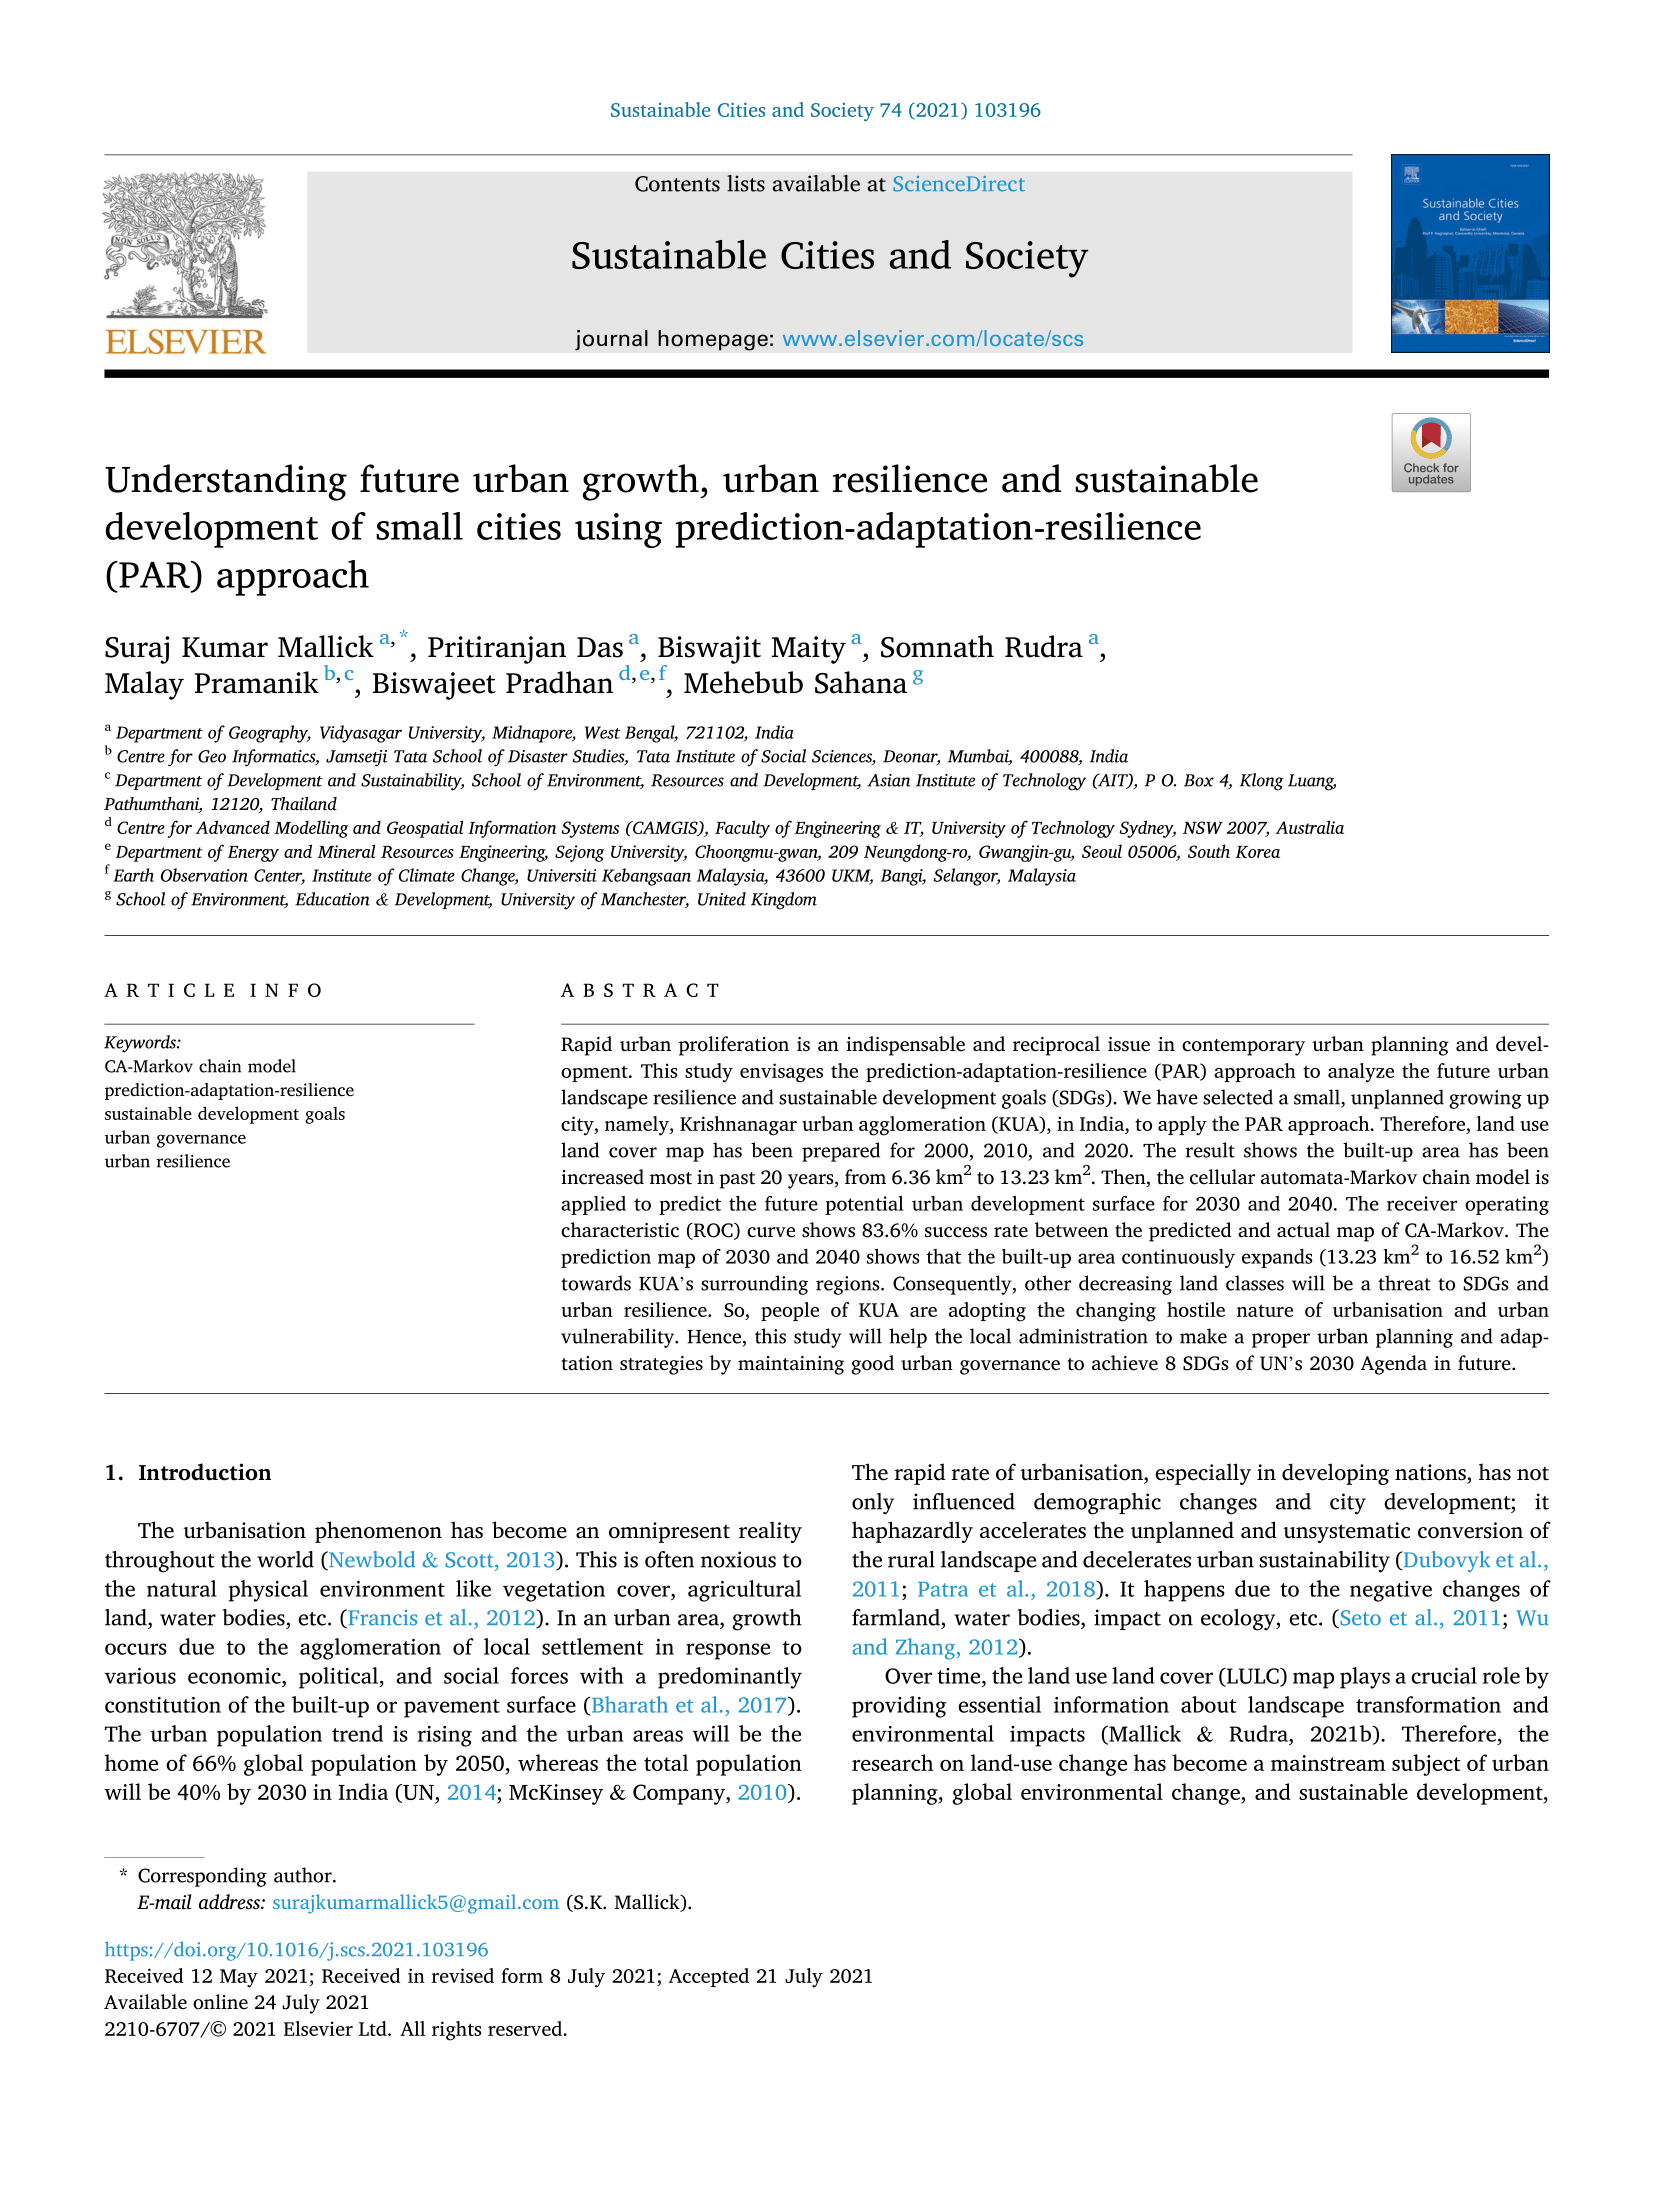 Sustainable Cities and Society 74 (2021) 103196
Contents lists available at ScienceDirect
Sustainable Cities and Society
journal homepage: www.elsevier.com/locate/scs
NON SOLUS
ELSEVIER
Sustainable Cities
and Society
Check for
updates
Understanding future urban growth, urban resilience and sustainable
development of small cities using prediction-adaptation-resilience
(PAR) approach
Suraj Kumar Mallick a,*, Pritiranjan Das a, Biswajit Maity a, Somnath Rudra a,
Malay Pramanik b,c, Biswajeet Pradhan d,e,f, Mehebub Sahana g
a Department of Geography, Vidyasagar University, Midnapore, West Bengal, 721102, India
b Centre for Geo Informatics, Jamsetji Tata School of Disaster Studies, Tata Institute of Social Sciences, Deonar, Mumbai, 400088, India
c Department of Development and Sustainability, School of Environment, Resources and Development, Asian Institute of Technology (AIT), P O. Box 4, Klong Luang,
Pathumthani, 12120, Thailand
d Centre for Advanced Modelling and Geospatial Information Systems (CAMGIS), Faculty of Engineering & IT, University of Technology Sydney, NSW 2007, Australia
e Department of Energy and Mineral Resources Engineering, Sejong University, Choongmu-gwan, 209 Neungdong-ro, Gwangjin-gu, Seoul 05006, South Korea
f Earth Observation Center, Institute of Climate Change, Universiti Kebangsaan Malaysia, 43600 UKM, Bangi, Selangor, Malaysia
g School of Environment, Education & Development, University of Manchester, United Kingdom
ARTICLE INFO
Keywords:
CA-Markov chain model
prediction-adaptation-resilience
sustainable development goals
urban governance
urban resilience
ABSTRACT
Rapid urban proliferation is an indispensable and reciprocal issue in contemporary urban planning and devel-
opment. This study envisages the prediction-adaptation-resilience (PAR) approach to analyze the future urban
landscape resilience and sustainable development goals (SDGs). We have selected a small, unplanned growing up
city, namely, Krishnanagar urban agglomeration (KUA), in India, to apply the PAR approach. Therefore, land use
land cover map has been prepared for 2000, 2010, and 2020. The result shows the built-up area has been
increased most in past 20 years, from 6.36 km² to 13.23 km². Then, the cellular automata-Markov chain model is
applied to predict the future potential urban development surface for 2030 and 2040. The receiver operating
characteristic (ROC) curve shows 83.6% success rate between the predicted and actual map of CA-Markov. The
prediction map of 2030 and 2040 shows that the built-up area continuously expands (13.23 km² to 16.52 km²)
towards KUA's surrounding regions. Consequently, other decreasing land classes will be a threat to SDGs and
urban resilience. So, people of KUA are adopting the changing hostile nature of urbanisation and urban
vulnerability. Hence, this study will help the local administration to make a proper urban planning and adap-
tation strategies by maintaining good urban governance to achieve 8 SDGs of UN's 2030 Agenda in future.
1. Introduction
The urbanisation phenomenon has become an omnipresent reality
throughout the world (Newbold & Scott, 2013). This is often noxious to
the natural physical environment like vegetation cover, agricultural
land, water bodies, etc. (Francis et al., 2012). In an urban area, growth
occurs due to the agglomeration of local settlement in response to
various economic, political, and social forces with a predominantly
constitution of the built-up or pavement surface (Bharath et al., 2017).
The urban population trend is rising and the urban areas will be the
home of 66% global population by 2050, whereas the total population
will be 40% by 2030 in India (UN, 2014; McKinsey & Company, 2010).
The rapid rate of urbanisation, especially in developing nations, has not
only influenced demographic changes and city development; it
haphazardly accelerates the unplanned and unsystematic conversion of
the rural landscape and decelerates urban sustainability (Dubovyk et al.,
2011; Patra et al., 2018). It happens due to the negative changes of
farmland, water bodies, impact on ecology, etc. (Seto et al., 2011; Wu
and Zhang, 2012).
Over time, the land use land cover (LULC) map plays a crucial role by
providing essential information about landscape transformation and
environmental impacts (Mallick & Rudra, 2021b). Therefore, the
research on land-use change has become a mainstream subject of urban
planning, global environmental change, and sustainable development,
* Corresponding author.
E-mail address: surajkumarmallick5@gmail.com (S.K. Mallick).
https://doi.org/10.1016/j.scs.2021.103196
Received 12 May 2021; Received in revised form 8 July 2021; Accepted 21 July 2021
Available online 24 July 2021
2210-6707/© 2021 Elsevier Ltd. All rights reserved.